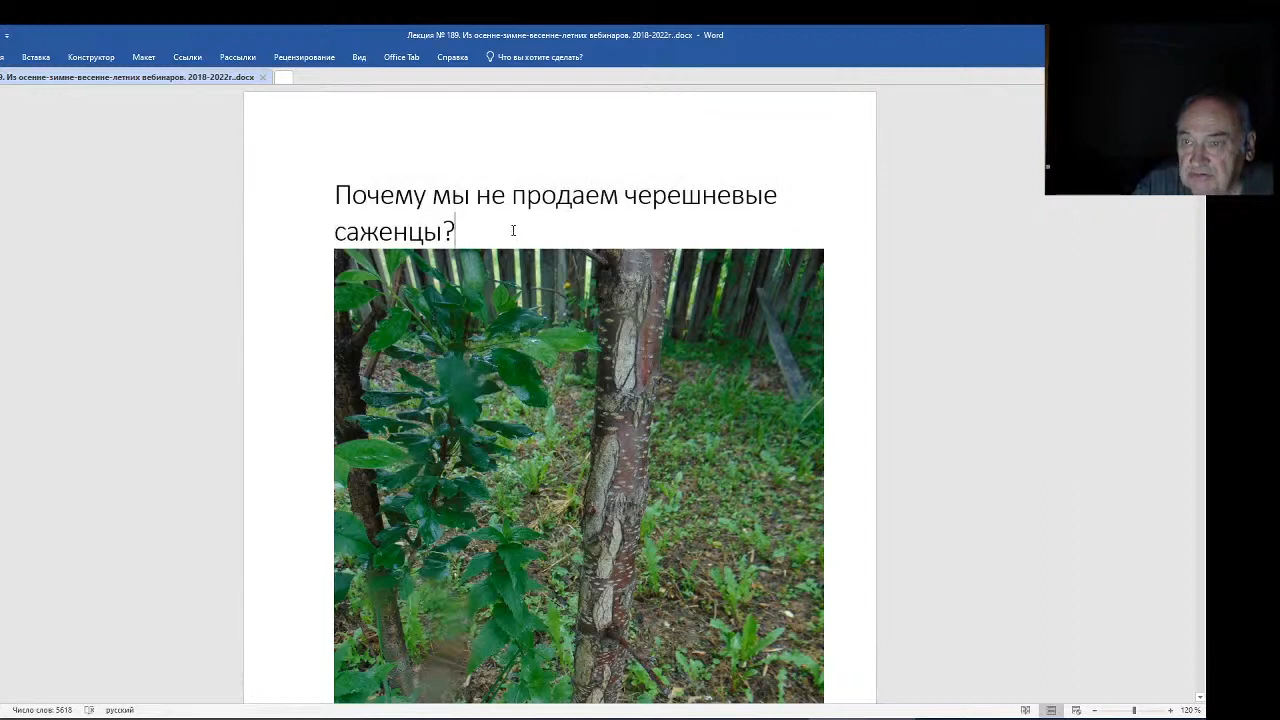 Лекция № 189. Из осенне-зимне-весенне-летних вебинаров. 2018-2022г..docx - Word
Вставка Конструктор Макет Ссылки Рассылки Рецензирование Вид Office Tab Справка Что вы хотите сделать?
9. Из осенне-зимне-весенне-летних вебинаров. 2018-2022г..docx
Почему мы не продаем черешневые
саженцы?
Число слов: 5618 русский 120 %